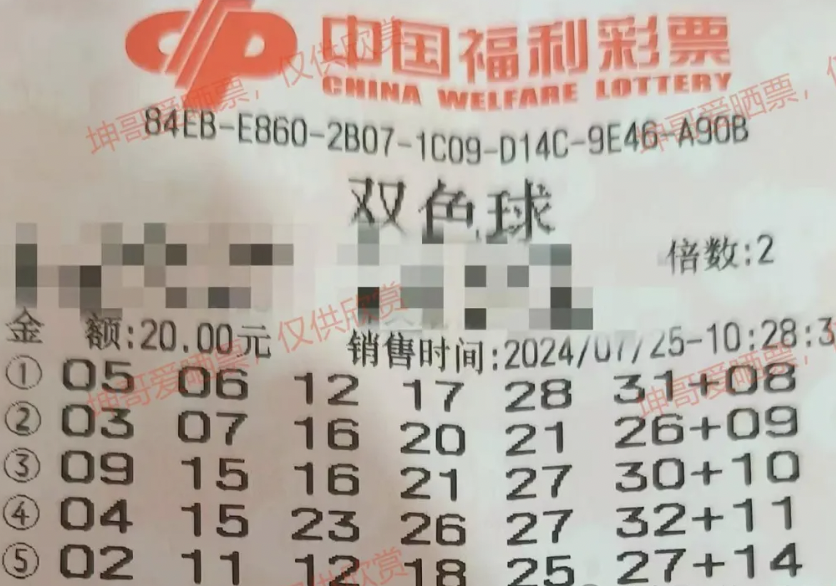 中国福利彩票
CHINA WELFARE LOTTERY
84EB-E860-2B07-1C09-D14C-9E46-A90B
双色球
倍数:2
金 额:20.00元 销售时间:2024/07/25-10:28:3
① 05 06 12 17 28 31+08
② 03 07 16 20 21 26+09
③ 09 15 16 21 27 30+10
④ 04 15 23 26 27 32+11
⑤ 02 11 12 18 25 27+14
坤哥爱晒票，仅供欣赏
坤哥爱晒票，仅
坤哥爱晒票，仅供欣赏
坤哥爱晒票，
仅供欣赏